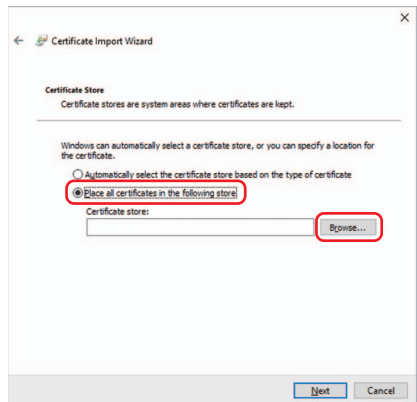 Certificate Import Wizard
Certificate Store
Certificate stores are system areas where certificates are kept.
Windows can automatically select a certificate store, or you can specify a location for
the certificate.
Automatically select the certificate store based on the type of certificate
Place all certificates in the following store
Certificate store:
Browse...
Next Cancel